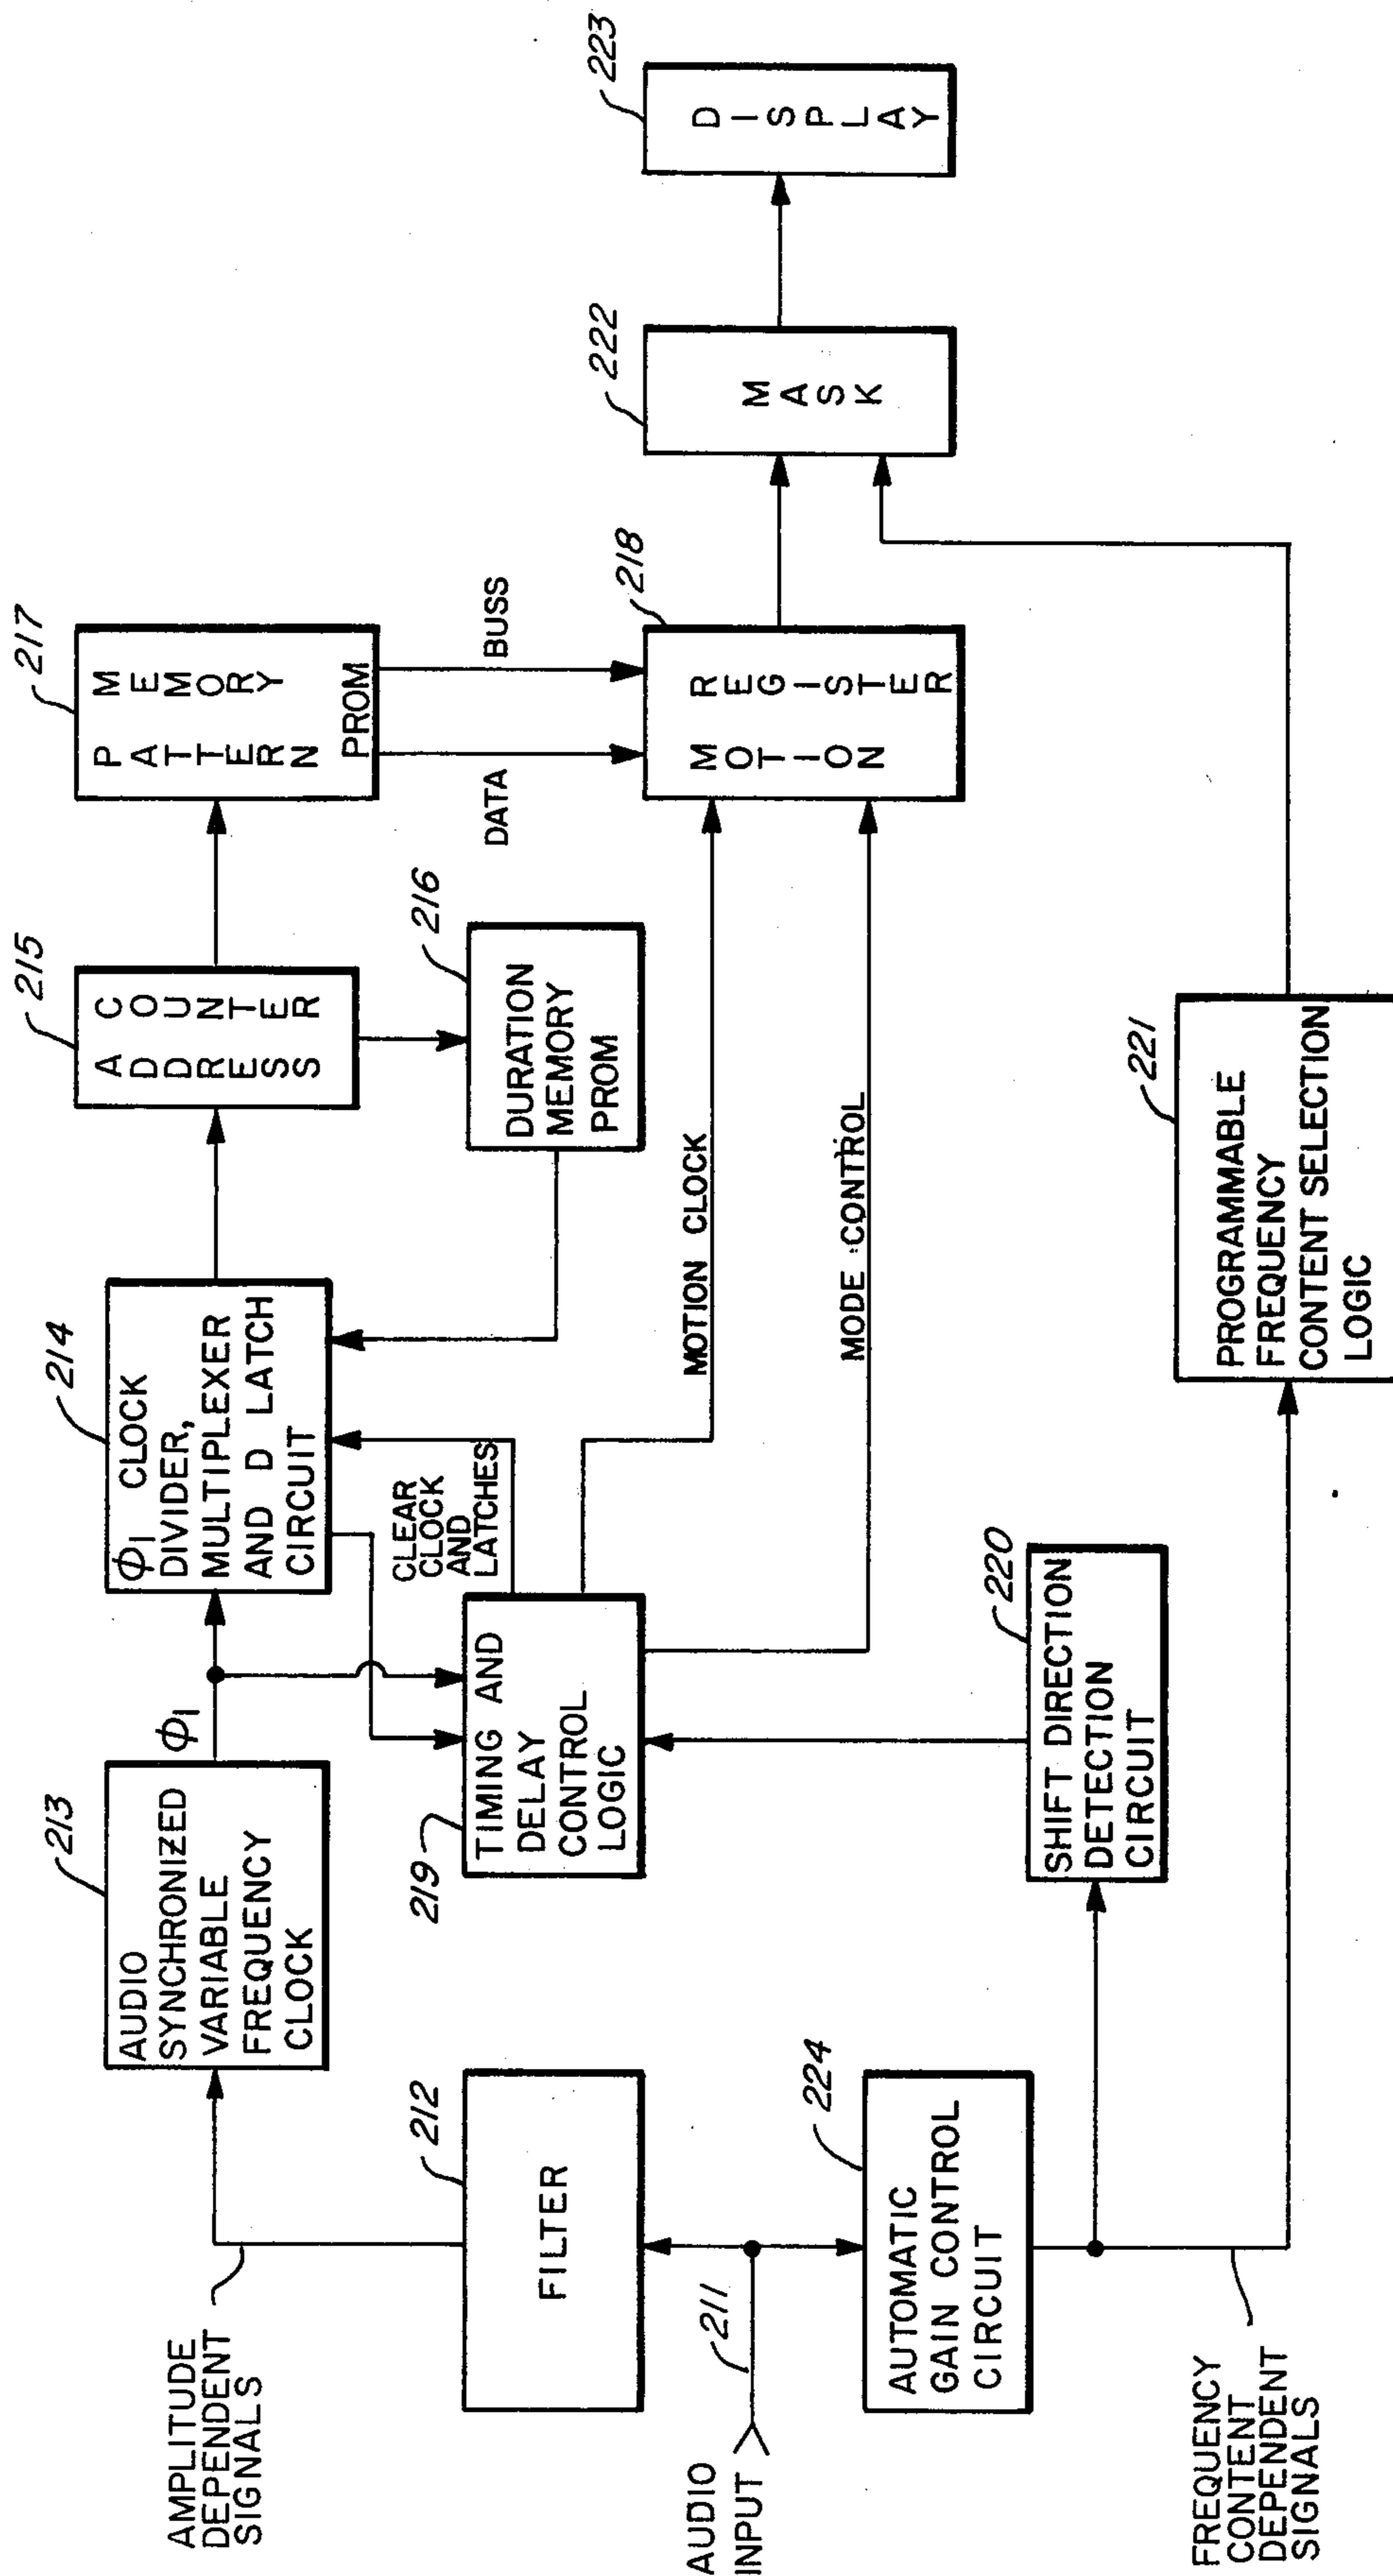 AMPLITUDE
DEPENDENT
SIGNALS
AUDIO
INPUT
211
FREQUENCY
CONTENT
DEPENDENT
SIGNALS
FILTER
212
AUTOMATIC
GAIN CONTROL
CIRCUIT
224
AUDIO
SYNCHRONIZED
VARIABLE
FREQUENCY
CLOCK
213
ϕ1
TIMING AND
DELAY
CONTROL
LOGIC
219
SHIFT DIRECTION
DETECTION
CIRCUIT
220
ϕ1 CLOCK
DIVIDER,
MULTIPLEXER
AND D LATCH
CIRCUIT
214
CLEAR
CLOCK
AND
LATCHES
MOTION CLOCK
MODE CONTROL
PROGRAMMABLE
FREQUENCY
CONTENT SELECTION
LOGIC
221
ADDRESS
COUNTER
215
DURATION
MEMORY
PROM
216
PATTERN
MEMORY
PROM
217
DATA
BUSS
MOTION
REGISTER
218
MASK
222
DISPLAY
223